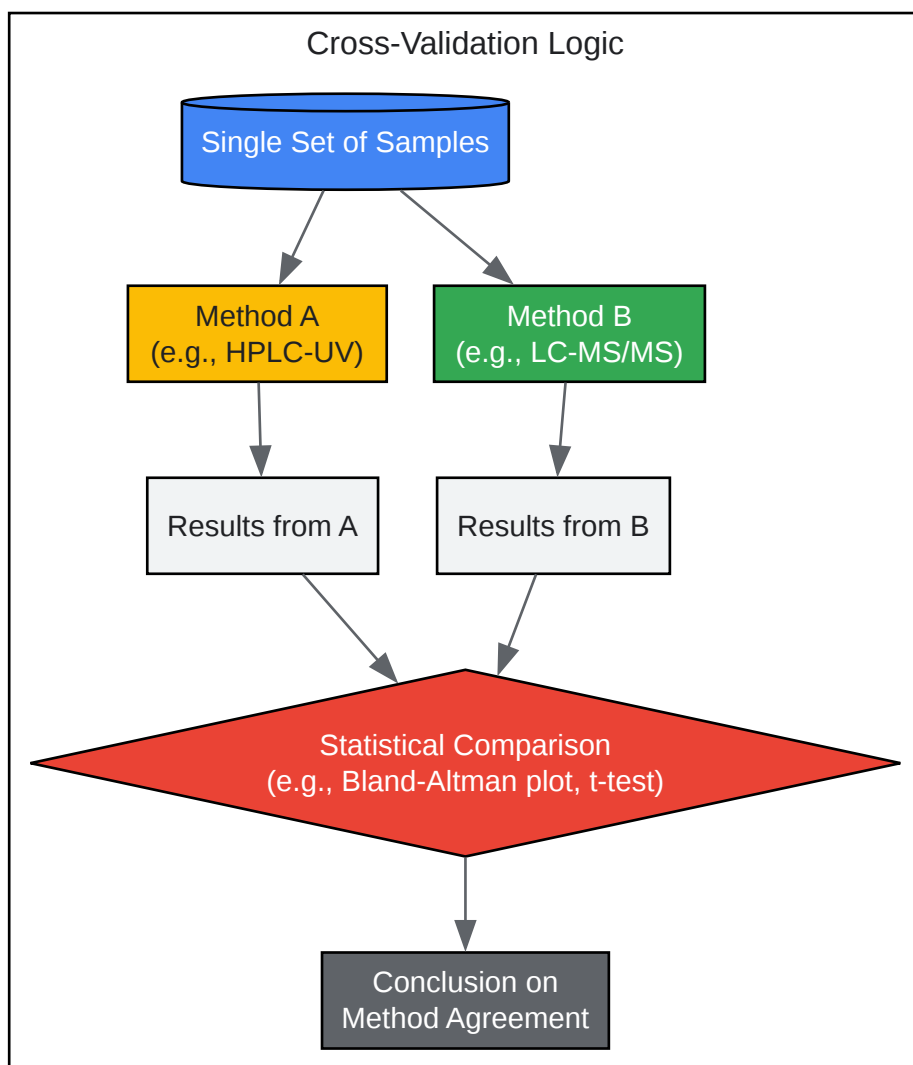 Cross-Validation Logic
Single Set of Samples
Method A
(e.g., HPLC-UV)
Method B
(e.g., LC-MS/MS)
Results from A
Results from B
Statistical Comparison
(e.g., Bland-Altman plot, t-test)
Conclusion on
Method Agreement